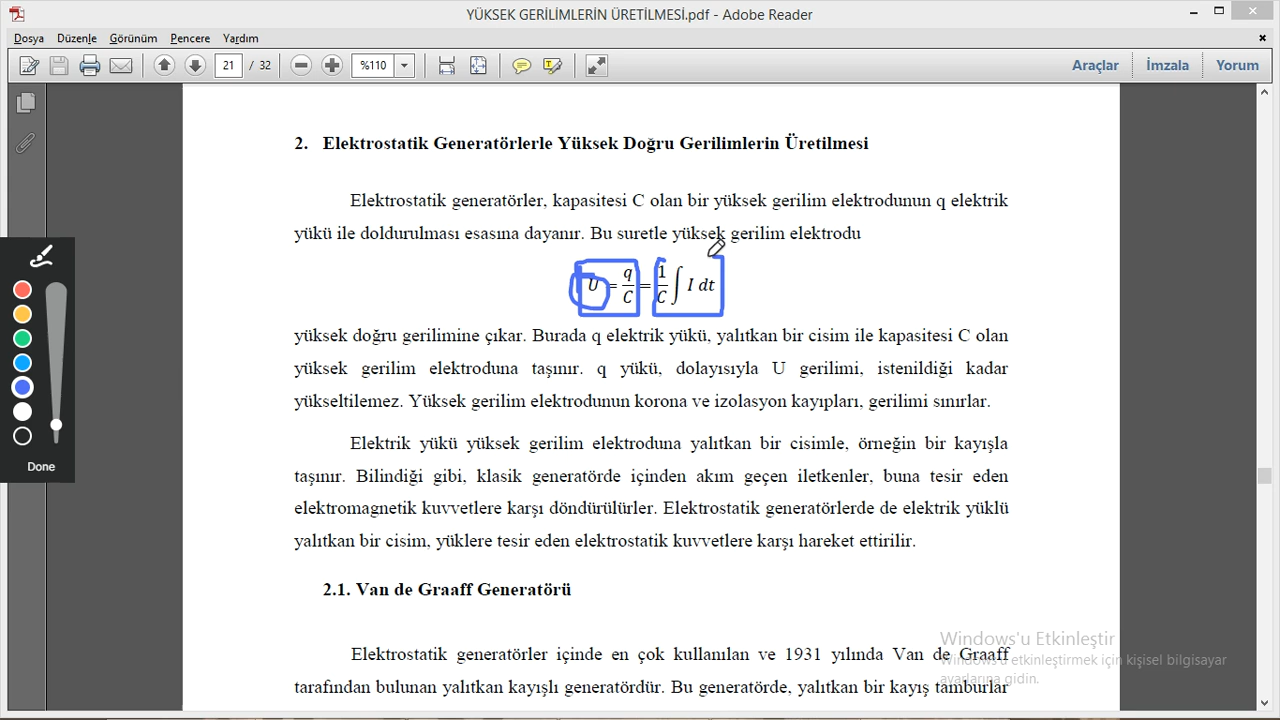 YÜKSEK GERİLİMLERİN ÜRETİLMESİ.pdf - Adobe Reader
Dosya Düzenle Görünüm Pencere Yardım
21 / 32 %110 Araçlar İmzala Yorum
2. Elektrostatik Generatörlerle Yüksek Doğru Gerilimlerin Üretilmesi
Elektrostatik generatörler, kapasitesi C olan bir yüksek gerilim elektrodunun q elektrik
yükü ile doldurulması esasına dayanır. Bu suretle yüksek gerilim elektrodu
U = q/C = 1/C ∫ I dt
yüksek doğru gerilimine çıkar. Burada q elektrik yükü, yalıtkan bir cisim ile kapasitesi C olan
yüksek gerilim elektroduna taşınır. q yükü, dolayısıyla U gerilimi, istenildiği kadar
yükseltilemez. Yüksek gerilim elektrodunun korona ve izolasyon kayıpları, gerilimi sınırlar.
Elektrik yükü yüksek gerilim elektroduna yalıtkan bir cisimle, örneğin bir kayışla
taşınır. Bilindiği gibi, klasik generatörde içinden akım geçen iletkenler, buna tesir eden
elektromagnetik kuvvetlere karşı döndürülürler. Elektrostatik generatörlerde de elektrik yüklü
yalıtkan bir cisim, yüklere tesir eden elektrostatik kuvvetlere karşı hareket ettirilir.
Done
2.1. Van de Graaff Generatörü
Elektrostatik generatörler içinde en çok kullanılan ve 1931 yılında Van de Graaff
tarafından bulunan yalıtkan kayışlı generatördür. Bu generatörde, yalıtkan bir kayış tamburlar
Windows'u Etkinleştir
Windows'u etkinleştirmek için kişisel bilgisayar
ayarlarına gidin.